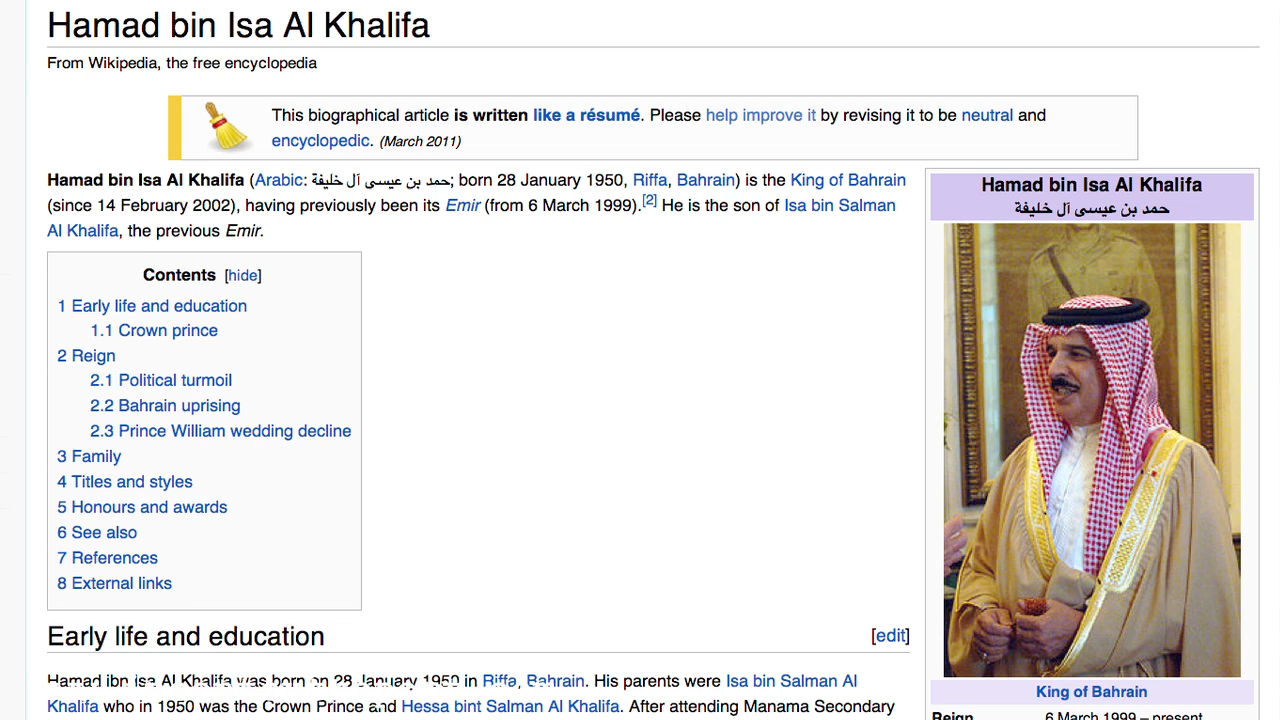 Hamad bin Isa Al Khalifa
From Wikipedia, the free encyclopedia
This biographical article is written like a résumé. Please help improve it by revising it to be neutral and
encyclopedic. (March 2011)
Hamad bin Isa Al Khalifa (Arabic: حمد بن عيسى آل خليفة; born 28 January 1950, Riffa, Bahrain) is the King of Bahrain
(since 14 February 2002), having previously been its Emir (from 6 March 1999).[2] He is the son of Isa bin Salman
Al Khalifa, the previous Emir.
Contents [hide]
1 Early life and education
1.1 Crown prince
2 Reign
2.1 Political turmoil
2.2 Bahrain uprising
2.3 Prince William wedding decline
3 Family
4 Titles and styles
5 Honours and awards
6 See also
7 References
8 External links
Early life and education [edit]
Hamad ibn Isa Al Khalifa was born on 28 January 1950 in Riffa, Bahrain. His parents were Isa bin Salman Al
Khalifa who in 1950 was the Crown Prince and Hessa bint Salman Al Khalifa. After attending Manama Secondary
Hamad bin Isa Al Khalifa
حمد بن عيسى آل خليفة
King of Bahrain
Reign 6 March 1999 – present